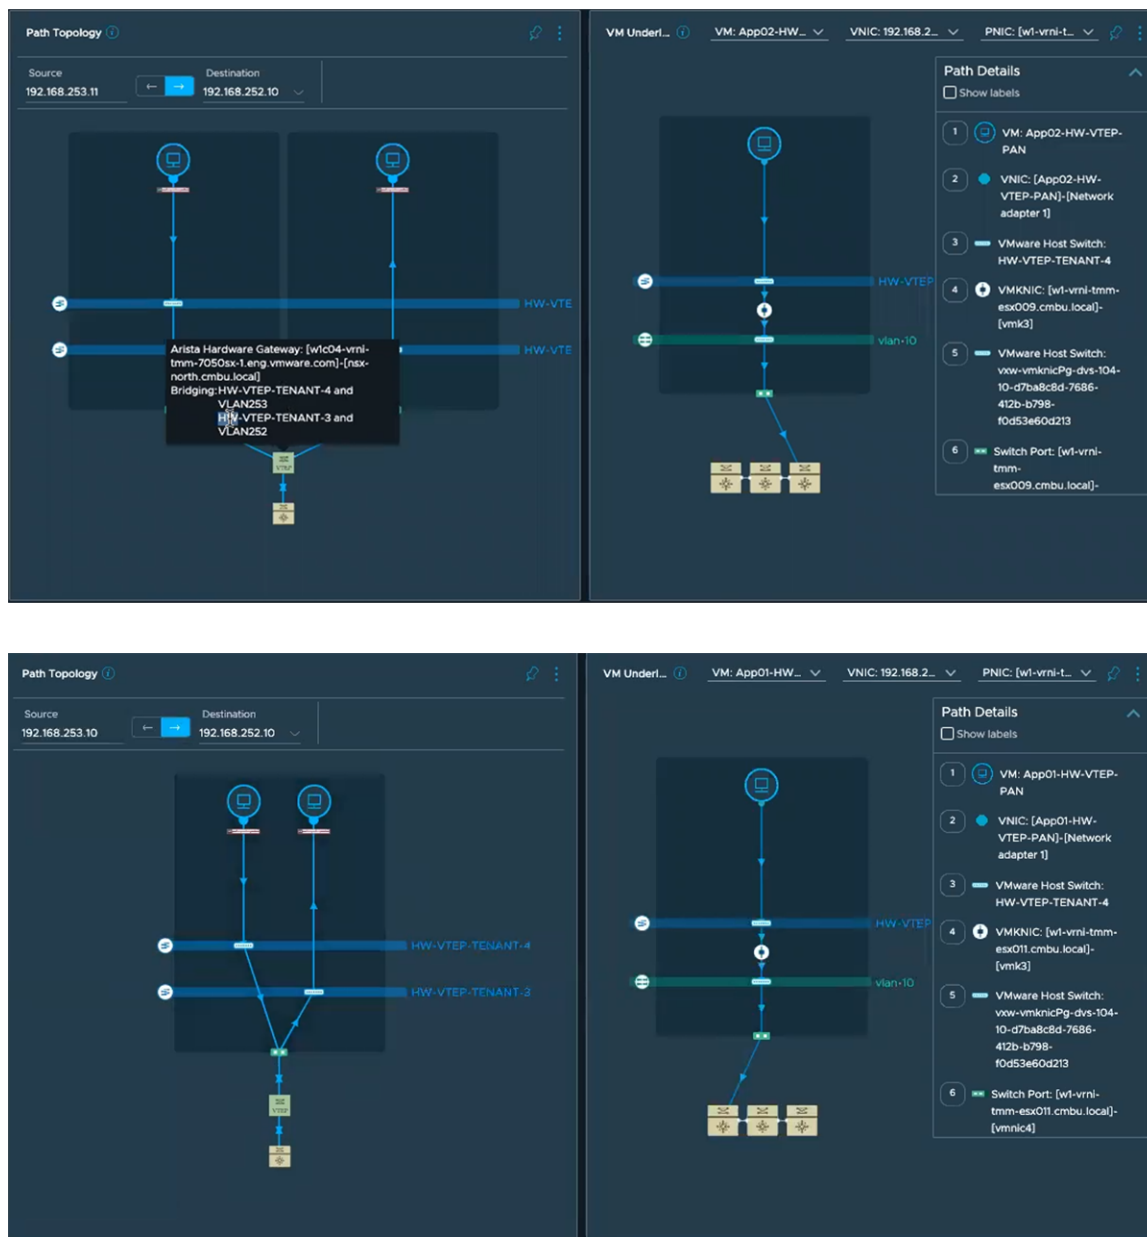 Path Topology
Source
192.168.253.11
Destination
192.168.252.10
HW-VTE
HW-VTE
Arista Hardware Gateway: [w1c04-vrni-
tmm-7050sx-1.eng.vmware.com]-[nsx-
north.cmbu.local]
Bridging:HW-VTEP-TENANT-4 and
VLAN253
HW-VTEP-TENANT-3 and
VLAN252
VTEP
VM Underl...
VM: App02-HW...
VNIC: 192.168.2...
PNIC: [w1-vrni-t...
HW-VTEP
vlan-10
Path Details
Show labels
1 VM: App02-HW-VTEP-
PAN
2 VNIC: [App02-HW-
VTEP-PAN]-[Network
adapter 1]
3 VMware Host Switch:
HW-VTEP-TENANT-4
4 VMKNIC: [w1-vrni-tmm-
esx009.cmbu.local]-
[vmk3]
5 VMware Host Switch:
vxw-vmknicPg-dvs-104-
10-d7ba8c8d-7686-
412b-b798-
f0d53e60d213
6 Switch Port: [w1-vrni-
tmm-
esx009.cmbu.local]-
Path Topology
Source
192.168.253.10
Destination
192.168.252.10
HW-VTEP-TENANT-4
HW-VTEP-TENANT-3
VTEP
VM Underl...
VM: App01-HW...
VNIC: 192.168.2...
PNIC: [w1-vrni-t...
HW-VTEP
vlan-10
Path Details
Show labels
1 VM: App01-HW-VTEP-
PAN
2 VNIC: [App01-HW-
VTEP-PAN]-[Network
adapter 1]
3 VMware Host Switch:
HW-VTEP-TENANT-4
4 VMKNIC: [w1-vrni-tmm-
esx011.cmbu.local]-
[vmk3]
5 VMware Host Switch:
vxw-vmknicPg-dvs-104-
10-d7ba8c8d-7686-
412b-b798-
f0d53e60d213
6 Switch Port: [w1-vrni-
tmm-esx011.cmbu.local]-
[vmnic4]